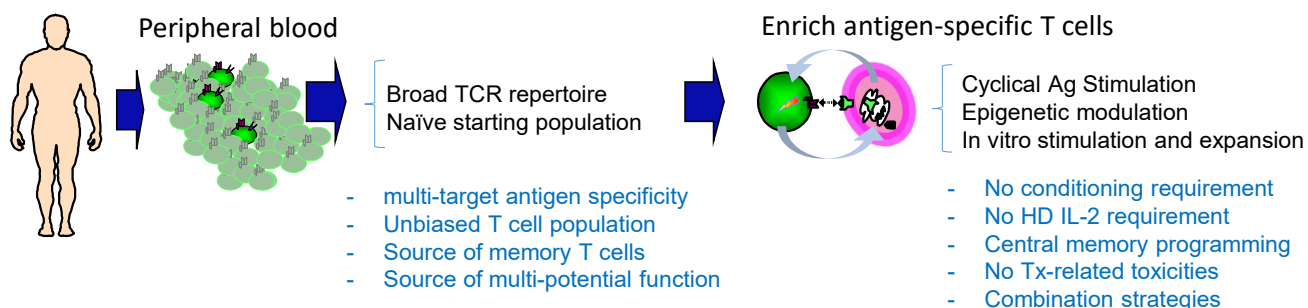 Peripheral blood
Broad TCR repertoire
Naïve starting population
- multi-target antigen specificity
- Unbiased T cell population
- Source of memory T cells
- Source of multi-potential function
Enrich antigen-specific T cells
Cyclical Ag Stimulation
Epigenetic modulation
In vitro stimulation and expansion
- No conditioning requirement
- No HD IL-2 requirement
- Central memory programming
- No Tx-related toxicities
- Combination strategies